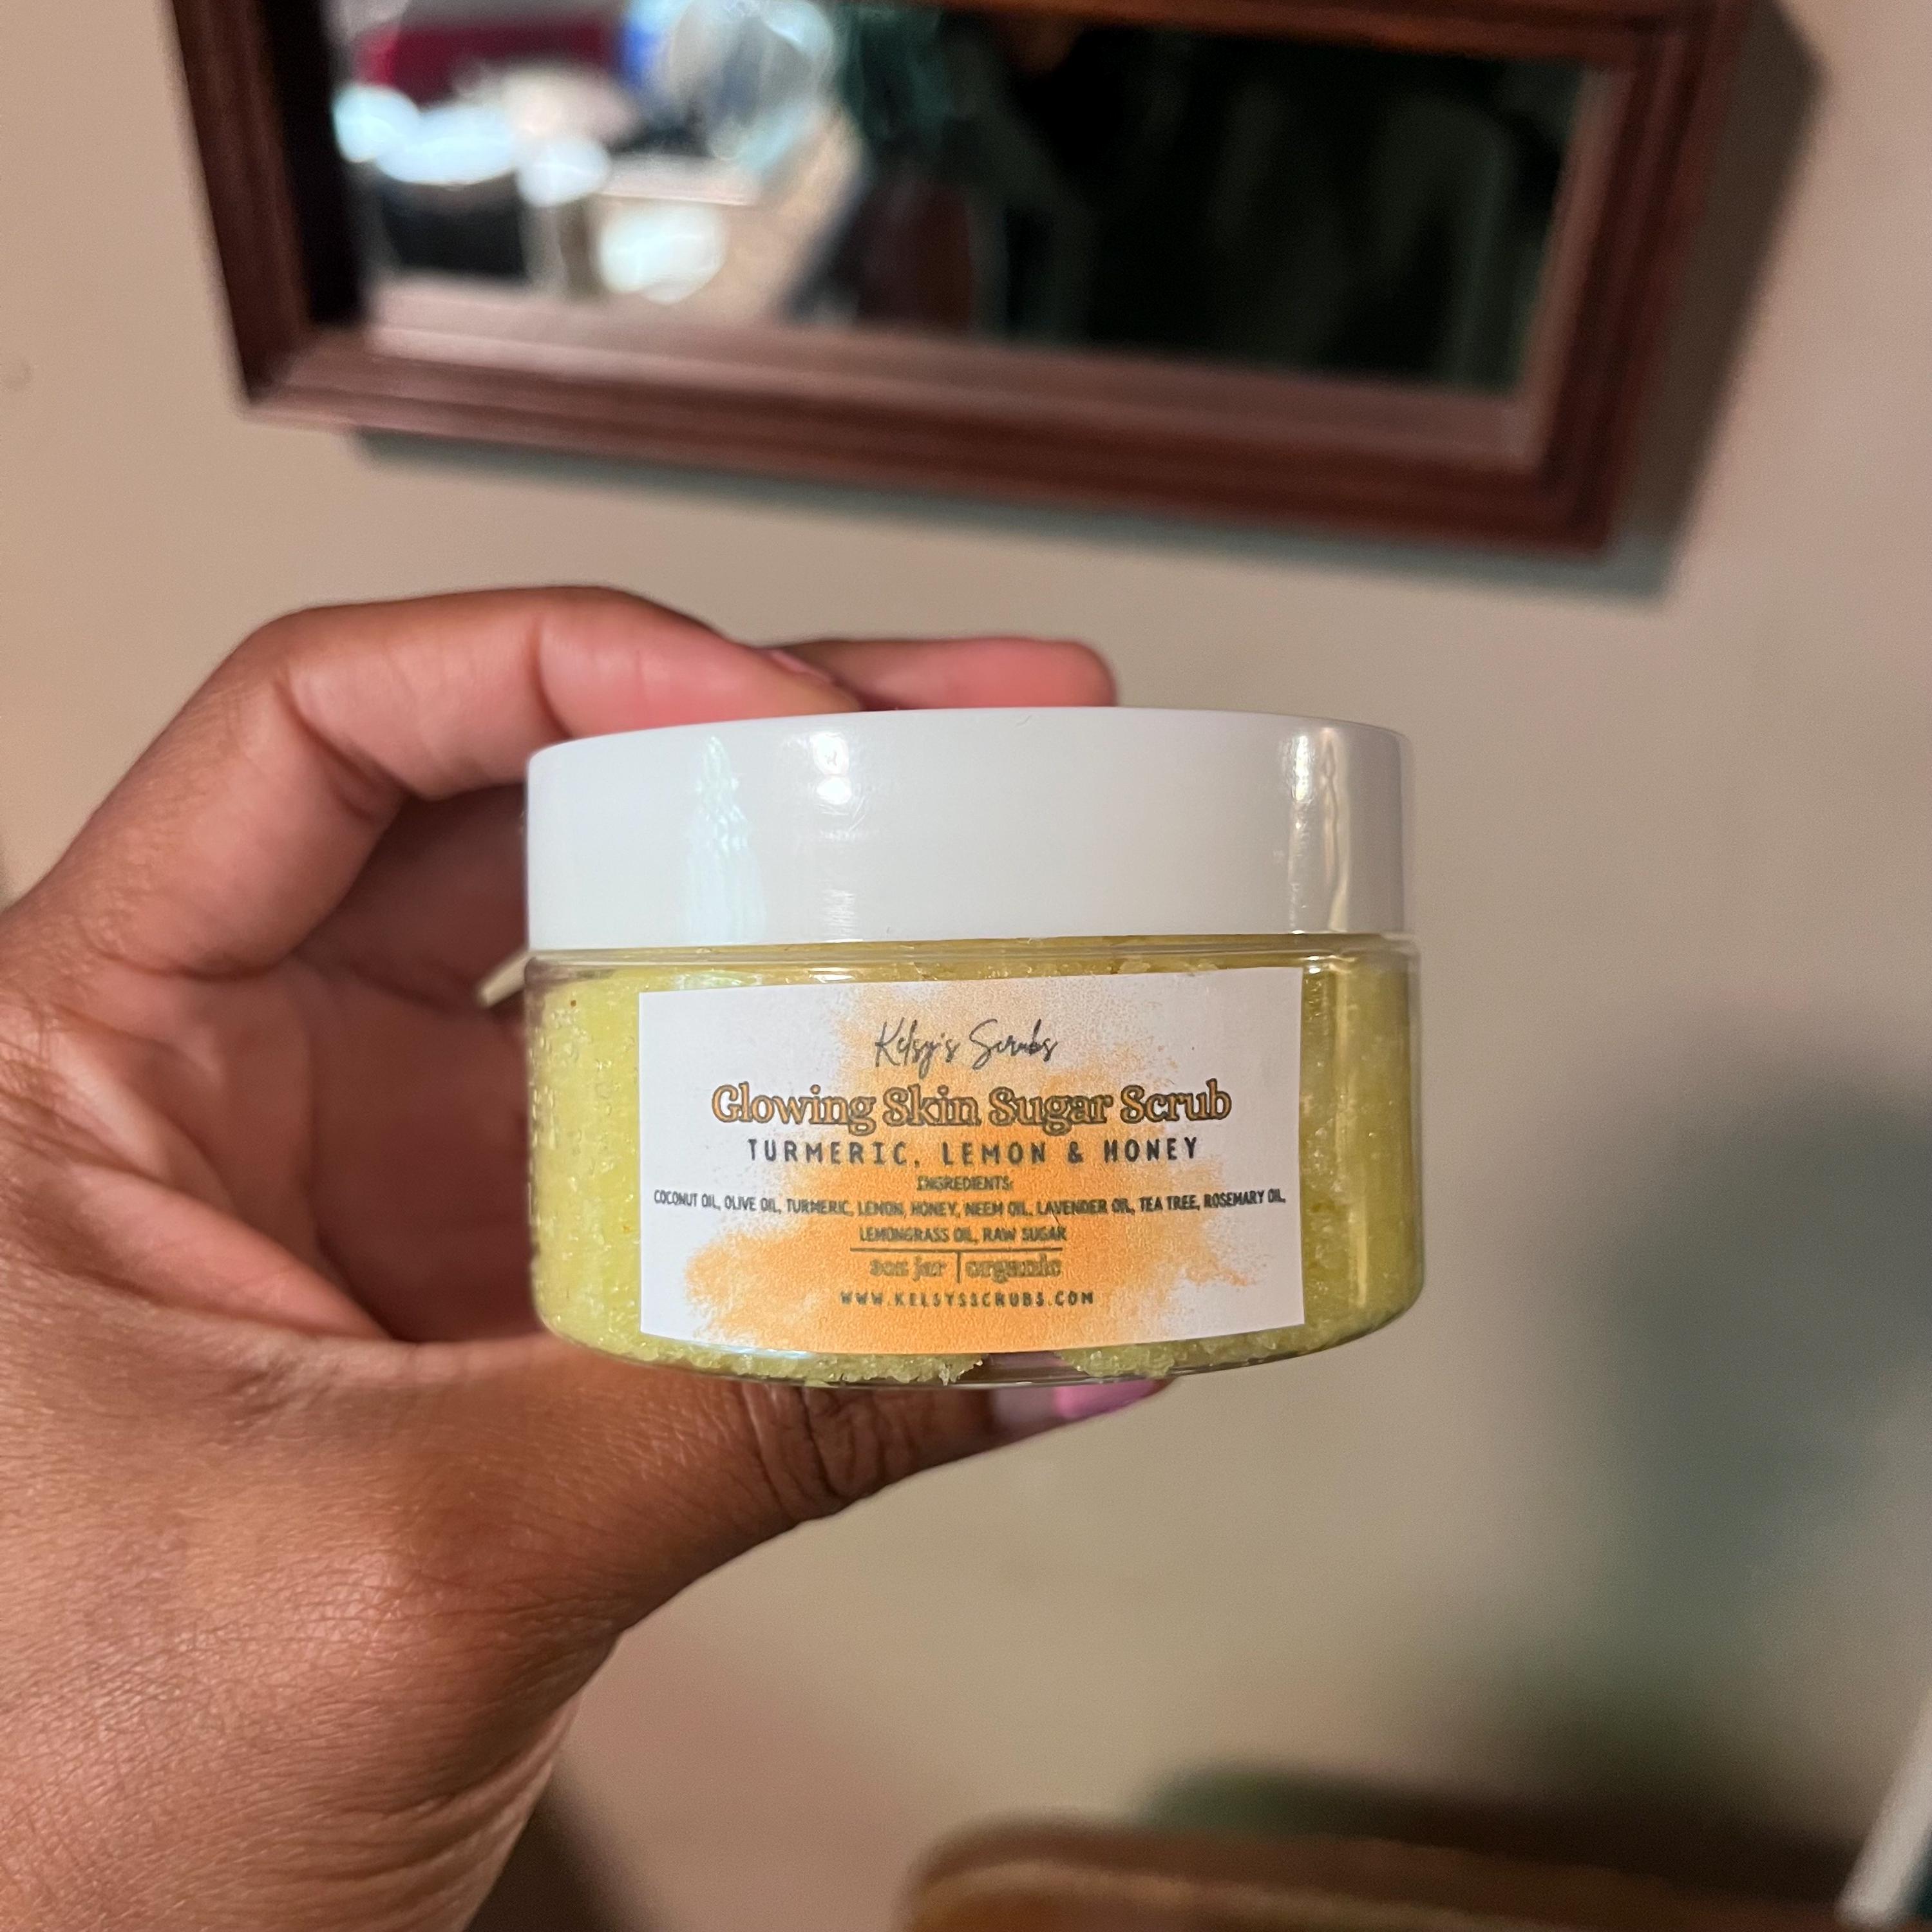 Kelsy's Scrubs
Glowing Skin Sugar Scrub
TURMERIC, LEMON & HONEY
INGREDIENTS:
COCONUT OIL, OLIVE OIL, TURMERIC, LEMON, HONEY, NEEM OIL, LAVENDER OIL, TEA TREE, ROSEMARY OIL,
LEMONGRASS OIL, RAW SUGAR
jar | organic
WWW.KELSYSSCRUBS.COM